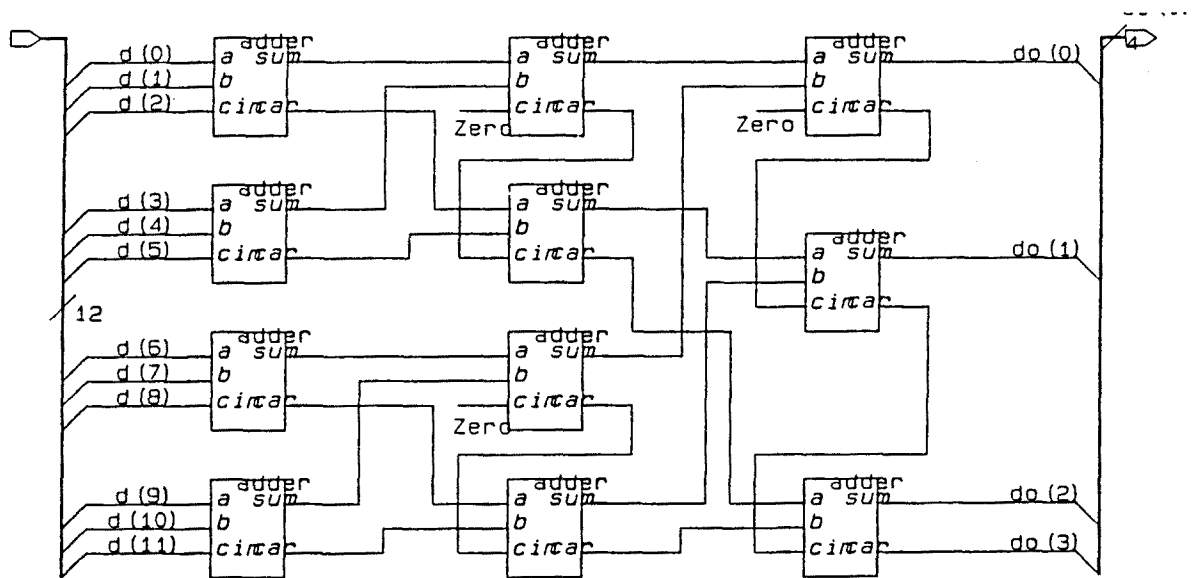 adder adder adder
d(0) a sum a sum a sum do(0)
d(1) b b b 4
d(2) cin car cin car cin car
Zero Zero
adder adder
d(3) a sum a sum
d(4) b b
d(5) cin car cin car
adder
a sum do(1)
b
cin car
12
adder adder
d(6) a sum a sum
d(7) b b
d(8) cin car cin car
Zero
adder adder adder
d(9) a sum a sum a sum do(2)
d(10) b b b
d(11) cin car cin car cin car do(3)